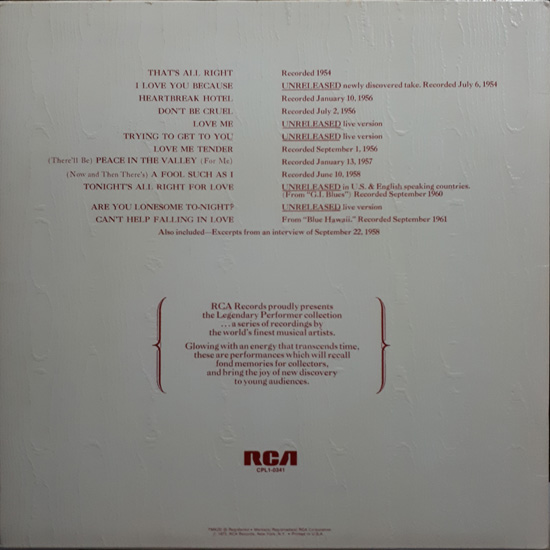 THAT'S ALL RIGHT Recorded 1954
I LOVE YOU BECAUSE UNRELEASED newly discovered take. Recorded July 6, 1954
HEARTBREAK HOTEL Recorded January 10, 1956
DON'T BE CRUEL Recorded July 2, 1956
LOVE ME UNRELEASED live version
TRYING TO GET TO YOU UNRELEASED live version
LOVE ME TENDER Recorded September 1, 1956
(There'll Be) PEACE IN THE VALLEY (For Me) Recorded January 13, 1957
(Now and Then There's) A FOOL SUCH AS I Recorded June 10, 1958
TONIGHT'S ALL RIGHT FOR LOVE UNRELEASED in U.S. & English speaking countries.
(From "G.I. Blues") Recorded September 1960
ARE YOU LONESOME TO-NIGHT? UNRELEASED live version
CAN'T HELP FALLING IN LOVE From "Blue Hawaii." Recorded September 1961
Also included—Excerpts from an interview of September 22, 1958
RCA Records proudly presents
the Legendary Performer collection
...a series of recordings by
the world's finest musical artists.
Glowing with an energy that transcends time,
these are performances which will recall
fond memories for collectors,
and bring the joy of new discovery
to young audiences.
RCA
CPL1-0341
RCA Records, New York, N.Y. • Printed in U.S.A.